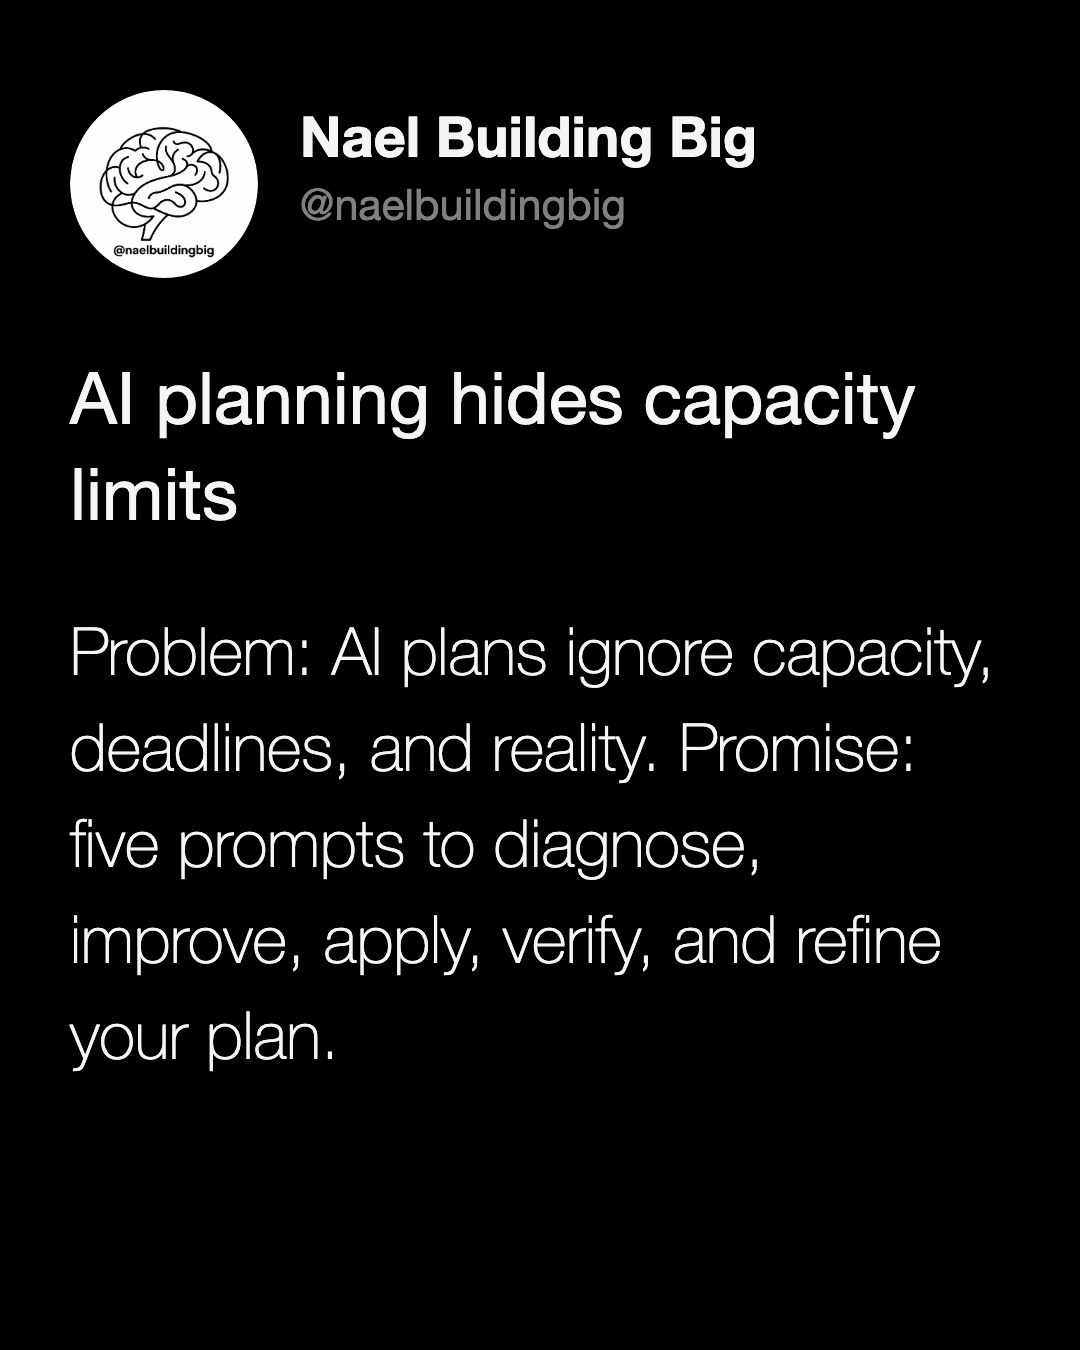 Nael Building Big
@naelbuildingbig
@naelbuildingbig
AI planning hides capacity
limits
Problem: AI plans ignore capacity,
deadlines, and reality. Promise:
five prompts to diagnose,
improve, apply, verify, and refine
your plan.